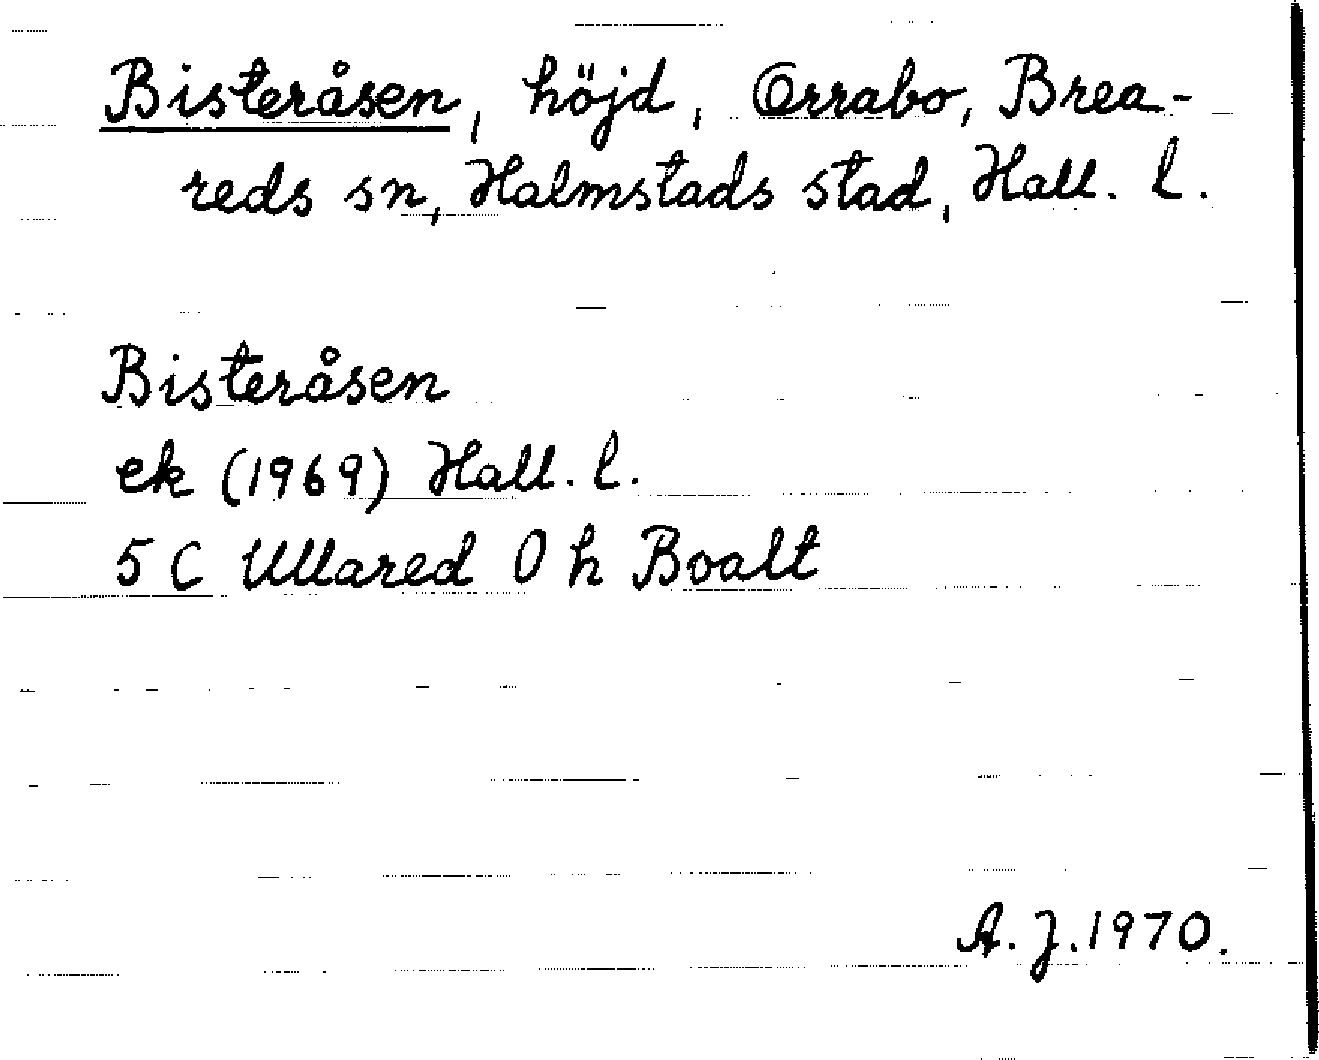 Bisteråsen, höjd, Orrabo, Brea-
reds sn, Halmstads stad, Hall. l.
Bisteråsen
ek (1969) Hall. l.
5 C Ullared 0 h Boalt
A. J. 1970.